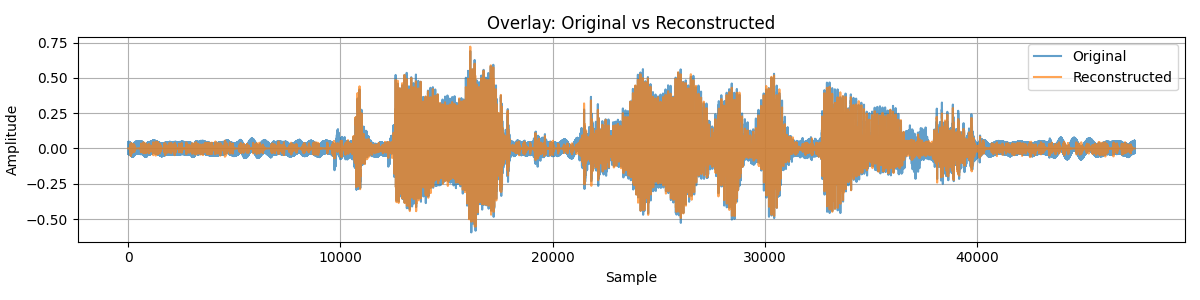 Overlay: Original vs Reconstructed
Original
Reconstructed
Amplitude
0.75
0.50
0.25
0.00
−0.25
−0.50
0
10000
20000
30000
40000
Sample